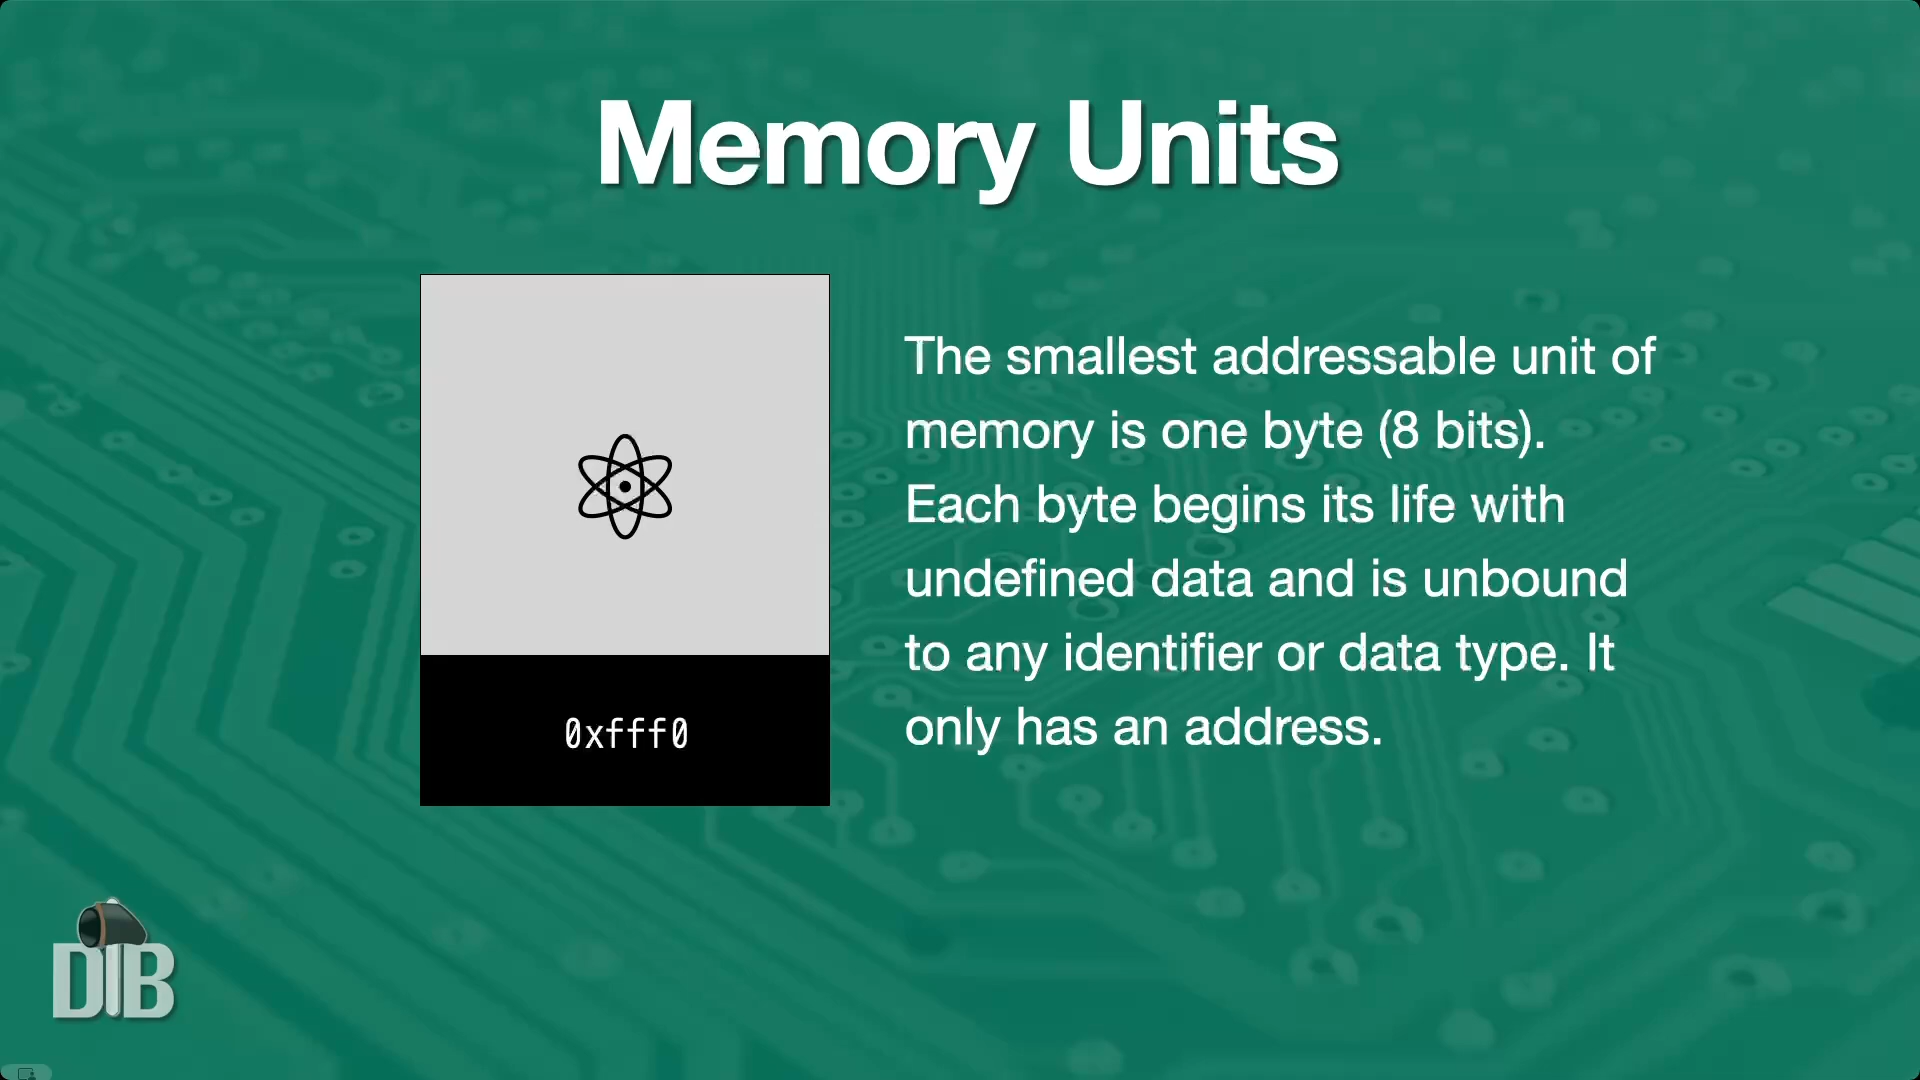 Memory Units
The smallest addressable unit of
memory is one byte (8 bits).
Each byte begins its life with
undefined data and is unbound
to any identifier or data type. It
only has an address.
0xfff0
DIB